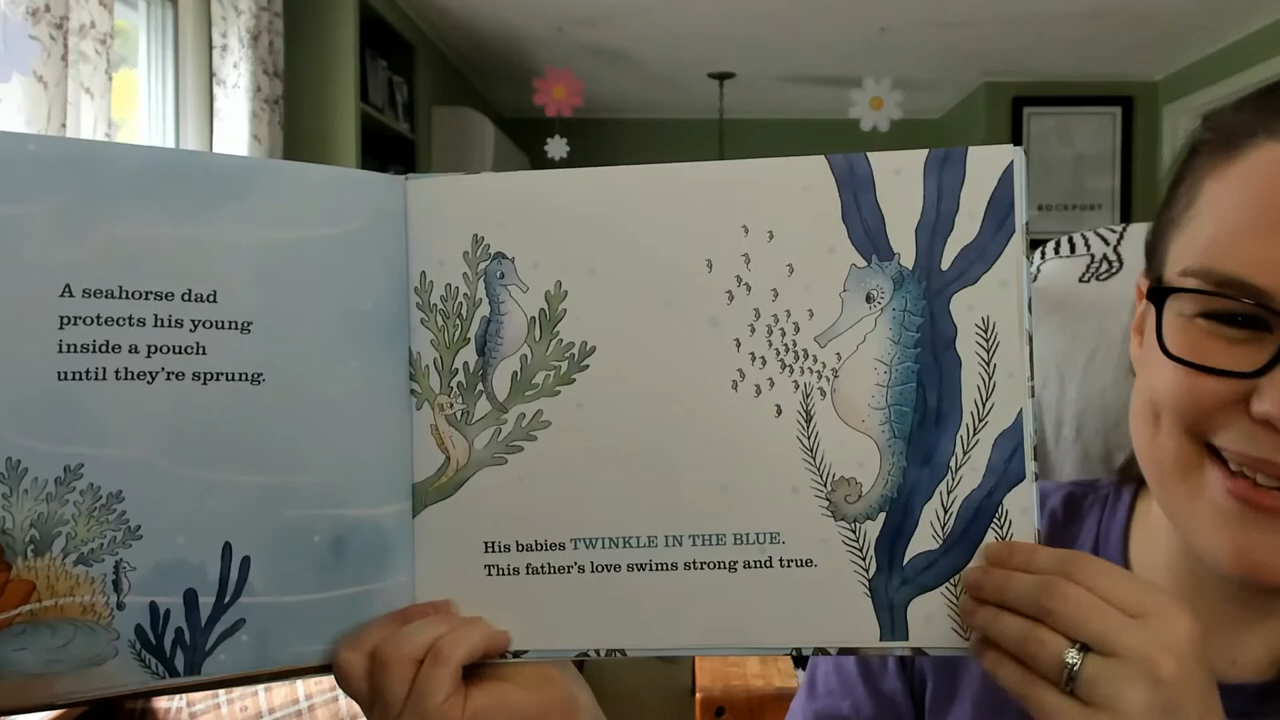 A seahorse dad
protects his young
inside a pouch
until they're sprung.
His babies TWINKLE IN THE BLUE.
This father's love swims strong and true.
ROCKPORT